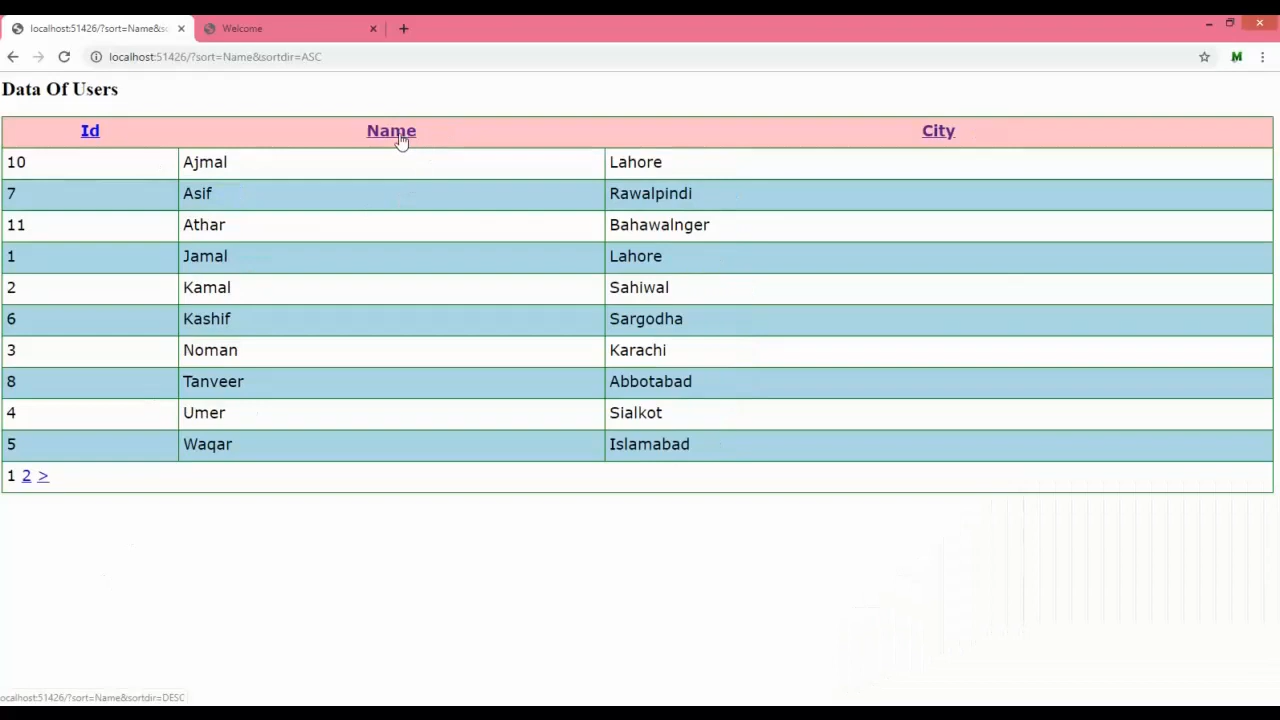 localhost:51426/?sort=Name&s
Welcome
localhost:51426/?sort=Name&sortdir=ASC
M
Data Of Users
Id Name City
10 Ajmal Lahore
7 Asif Rawalpindi
11 Athar Bahawalnger
1 Jamal Lahore
2 Kamal Sahiwal
6 Kashif Sargodha
3 Noman Karachi
8 Tanveer Abbotabad
4 Umer Sialkot
5 Waqar Islamabad
1 2 >
ocalhost:51426/?sort=Name&sortdir=DESC